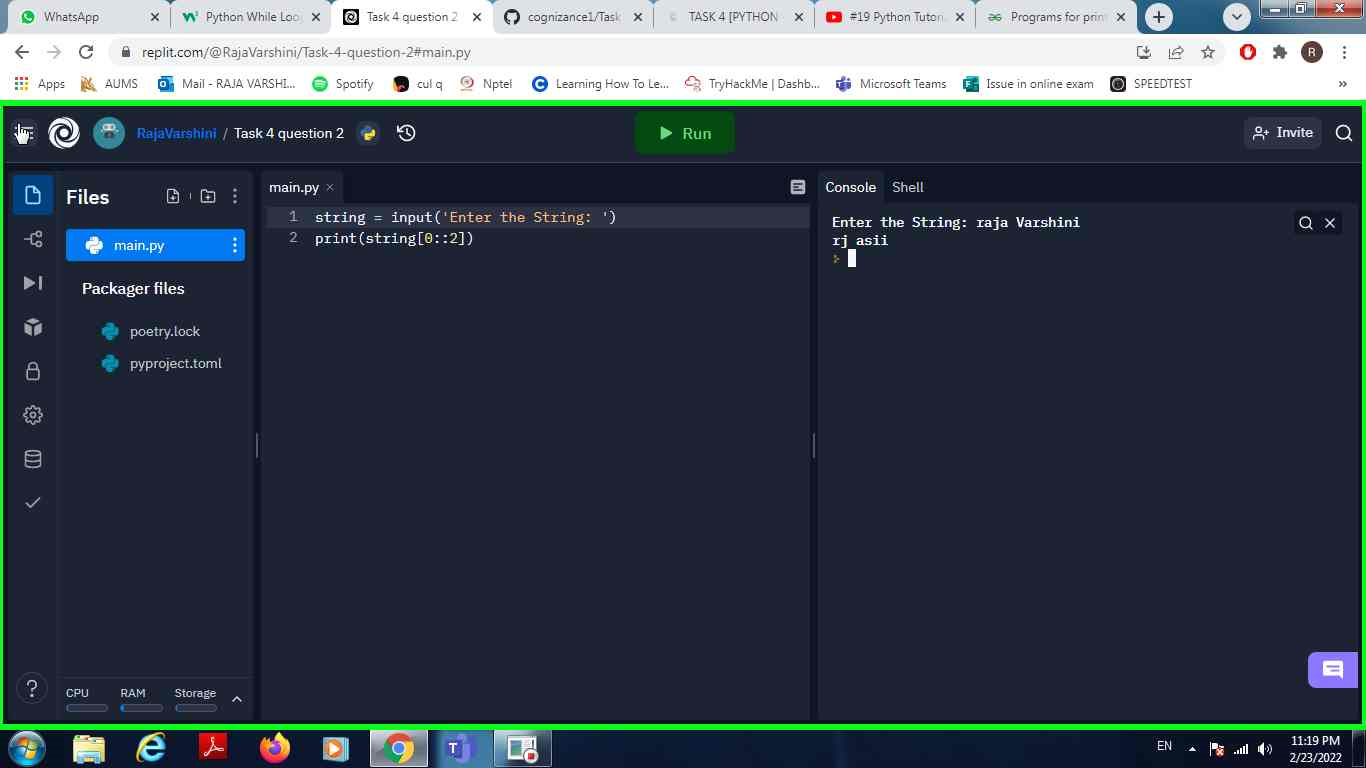 WhatsApp
Python While Loo
Task 4 question 2
cognizance1/Task
TASK 4 [PYTHON
#19 Python Tutori
Programs for print
replit.com/@RajaVarshini/Task-4-question-2#main.py
R
Apps
AUMS
Mail - RAJA VARSHI...
Spotify
cul q
Nptel
Learning How To Le...
TryHackMe | Dashb...
Microsoft Teams
Issue in online exam
SPEEDTEST
»
RajaVarshini / Task 4 question 2
Run
Invite
Files
main.py
Packager files
poetry.lock
pyproject.toml
CPU
RAM
Storage
?
main.py
1 string = input('Enter the String: ')
2 print(string[0::2])
Console
Shell
Enter the String: raja Varshini
rj asii
EN
11:19 PM
2/23/2022